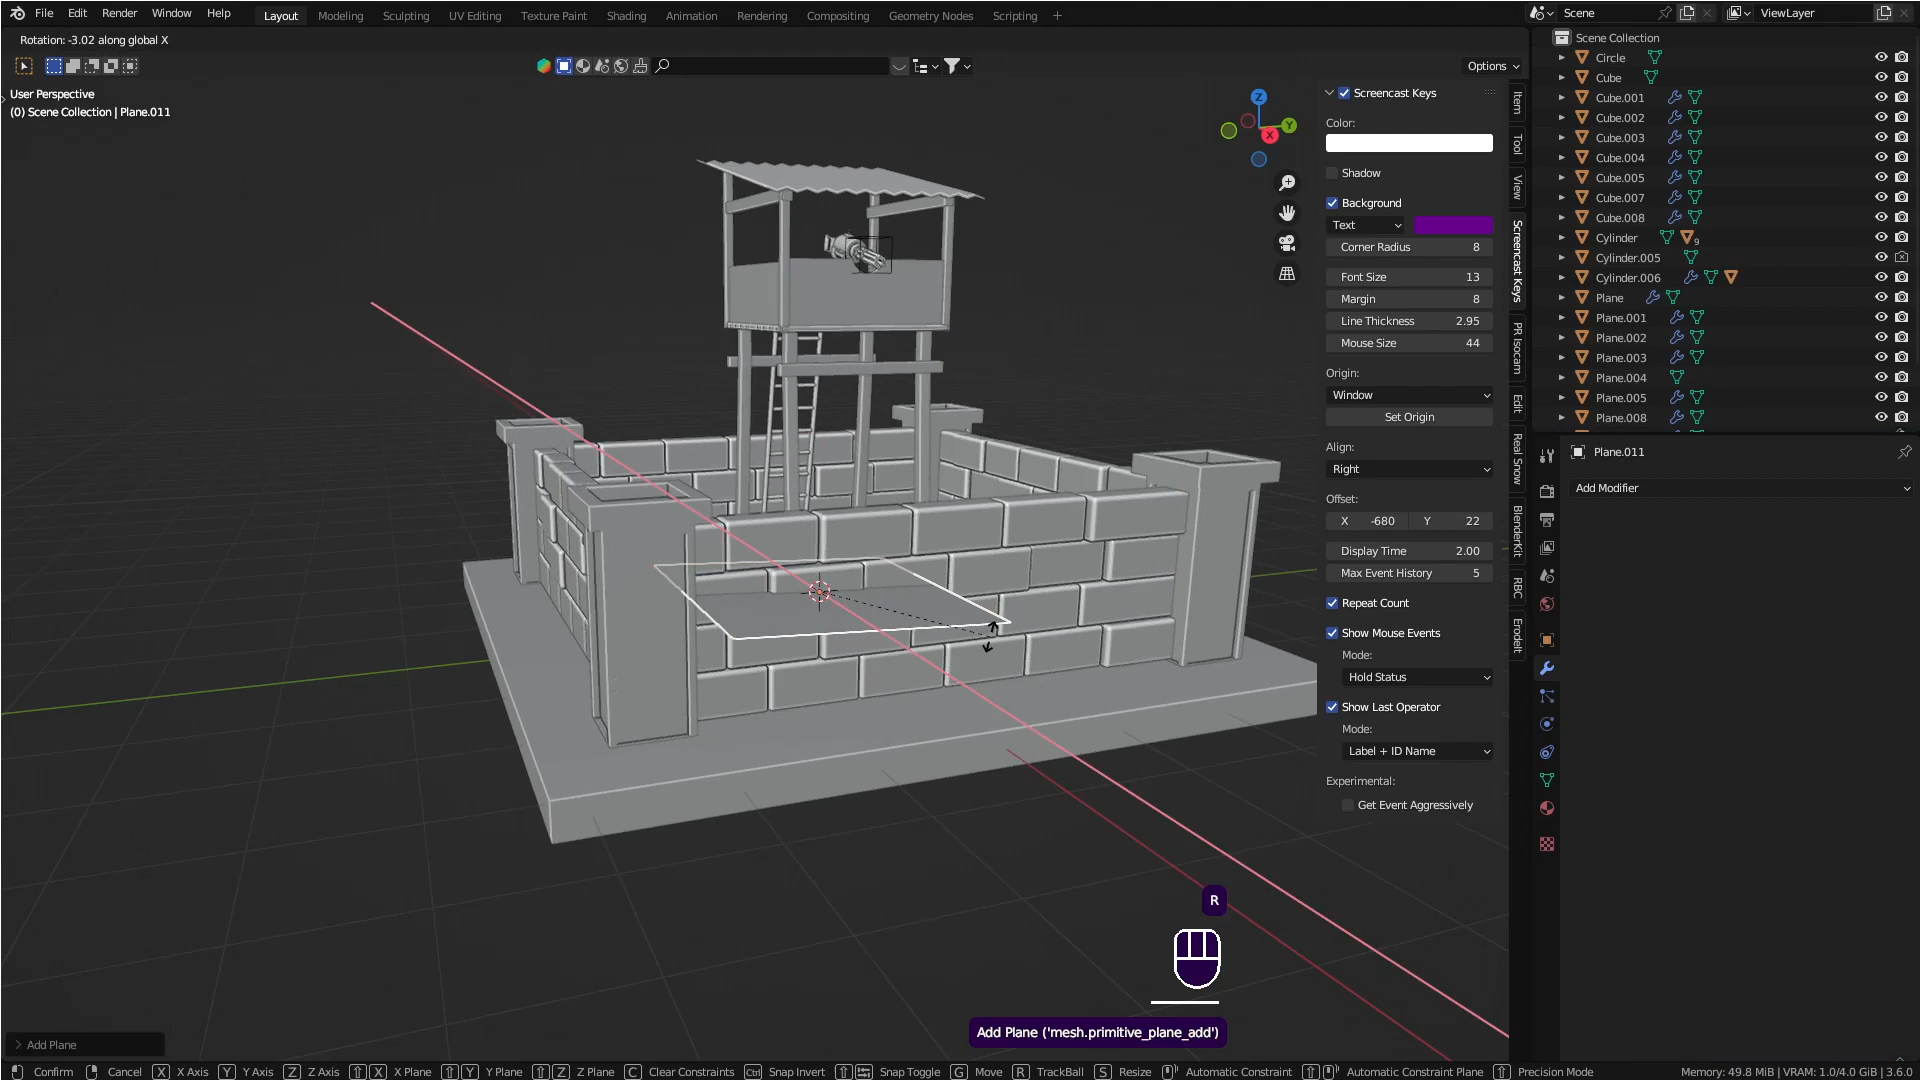 File Edit Render Window Help
Layout Modeling Sculpting UV Editing Texture Paint Shading Animation Rendering Compositing Geometry Nodes Scripting +
Scene
ViewLayer
Rotation: -3.02 along global X
Options
User Perspective
(0) Scene Collection | Plane.011
Z
Y
X
Screencast Keys
Color:
Shadow
Background
Text
Corner Radius 8
Font Size 13
Margin 8
Line Thickness 2.95
Mouse Size 44
Origin:
Window
Set Origin
Align:
Right
Offset:
X -680 Y 22
Display Time 2.00
Max Event History 5
Repeat Count
Show Mouse Events
Mode:
Hold Status
Show Last Operator
Mode:
Label + ID Name
Experimental:
Get Event Aggressively
Item
Tool
View
Screencast Keys
PR Isocam
Edit
Real Snow
BlenderKit
RBC
Erodelt
Scene Collection
Circle
Cube
Cube.001
Cube.002
Cube.003
Cube.004
Cube.005
Cube.007
Cube.008
Cylinder 9
Cylinder.005
Cylinder.006
Plane
Plane.001
Plane.002
Plane.003
Plane.004
Plane.005
Plane.008
Plane.011
Add Modifier
R
Add Plane ('mesh.primitive_plane_add')
Add Plane
Confirm Cancel X X Axis Y Y Axis Z Z Axis X X Plane Y Y Plane Z Z Plane C Clear Constraints Ctrl Snap Invert Snap Toggle G Move R TrackBall S Resize Automatic Constraint Automatic Constraint Plane Precision Mode Memory: 49.8 MiB | VRAM: 1.0/4.0 GiB | 3.6.0